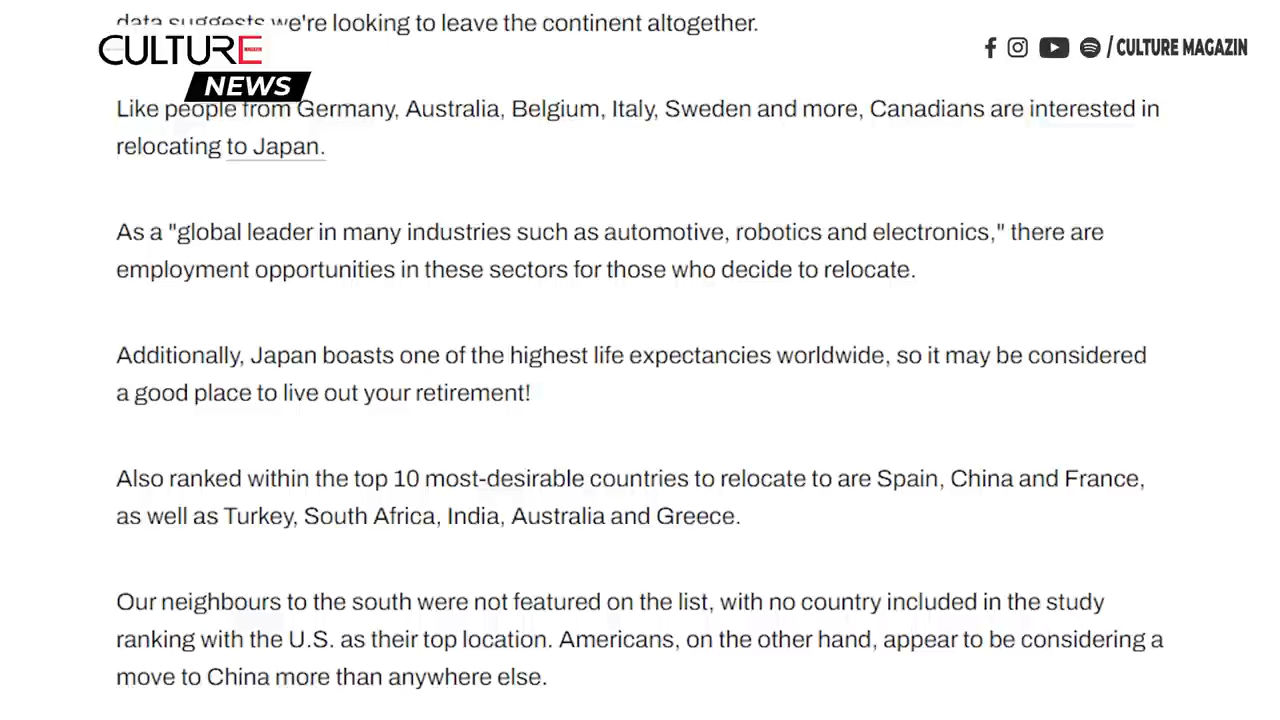 data suggests we're looking to leave the continent altogether.
CULTURE
NEWS
/ CULTURE MAGAZIN
Like people from Germany, Australia, Belgium, Italy, Sweden and more, Canadians are interested in
relocating to Japan.
As a "global leader in many industries such as automotive, robotics and electronics," there are
employment opportunities in these sectors for those who decide to relocate.
Additionally, Japan boasts one of the highest life expectancies worldwide, so it may be considered
a good place to live out your retirement!
Also ranked within the top 10 most-desirable countries to relocate to are Spain, China and France,
as well as Turkey, South Africa, India, Australia and Greece.
Our neighbours to the south were not featured on the list, with no country included in the study
ranking with the U.S. as their top location. Americans, on the other hand, appear to be considering a
move to China more than anywhere else.